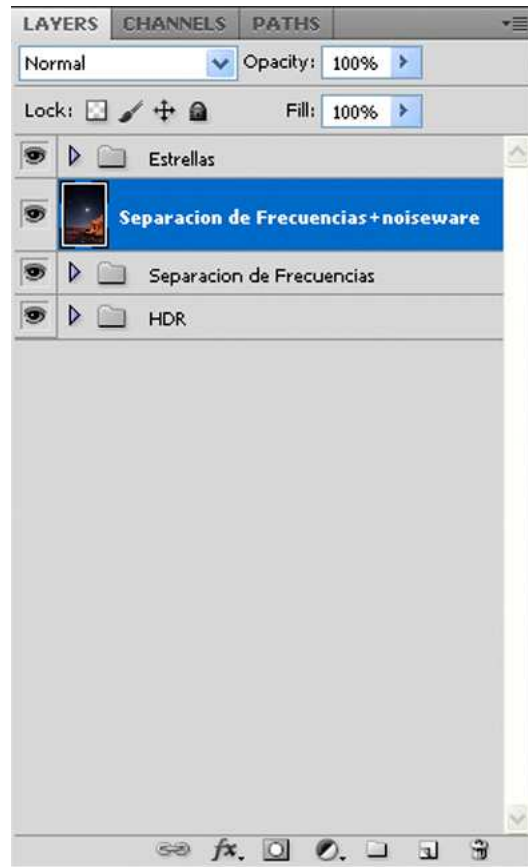 LAYERS CHANNELS PATHS
Normal Opacity: 100%
Lock: Fill: 100%
Estrellas
Separacion de Frecuencias+noiseware
Separacion de Frecuencias
HDR
fx.